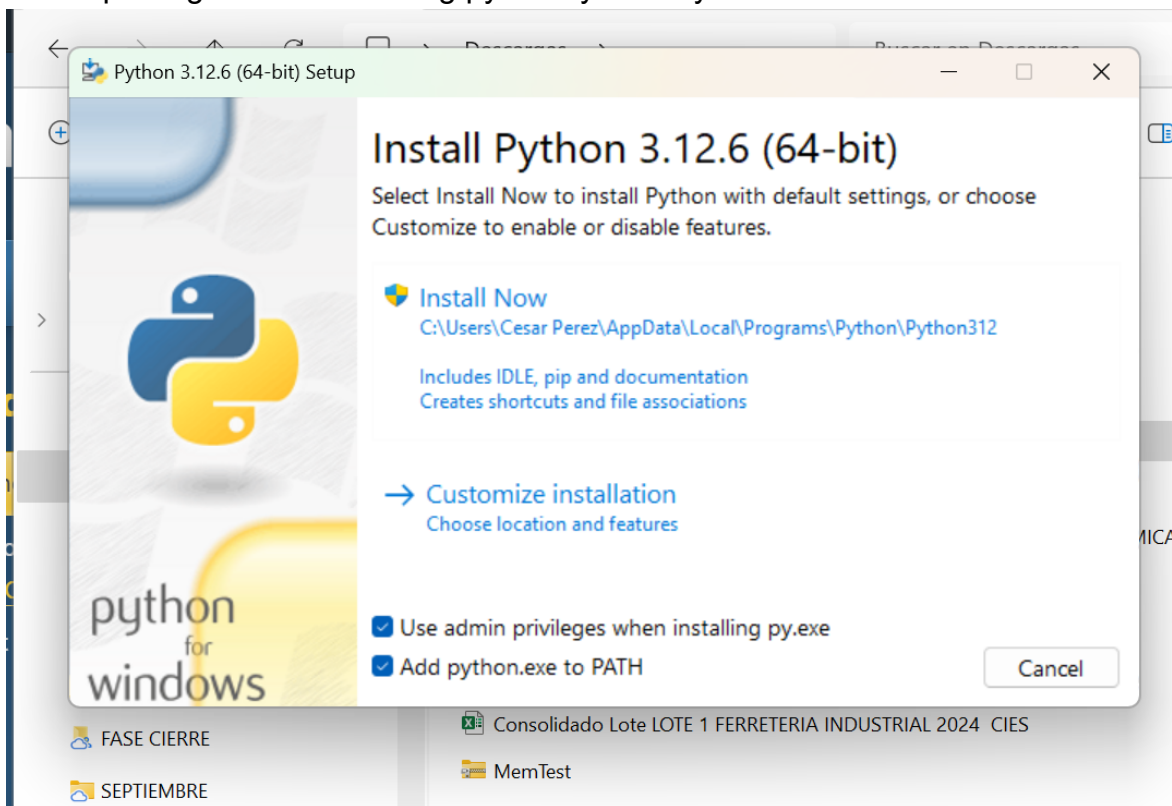 Python 3.12.6 (64-bit) Setup
Install Python 3.12.6 (64-bit)
Select Install Now to install Python with default settings, or choose
Customize to enable or disable features.
Install Now
C:\Users\Cesar Perez\AppData\Local\Programs\Python\Python312
Includes IDLE, pip and documentation
Creates shortcuts and file associations
Customize installation
Choose location and features
python
for
windows
Use admin privileges when installing py.exe
Add python.exe to PATH
Cancel
Consolidado Lote LOTE 1 FERRETERIA INDUSTRIAL 2024 CIES
FASE CIERRE
MemTest
SEPTIEMBRE